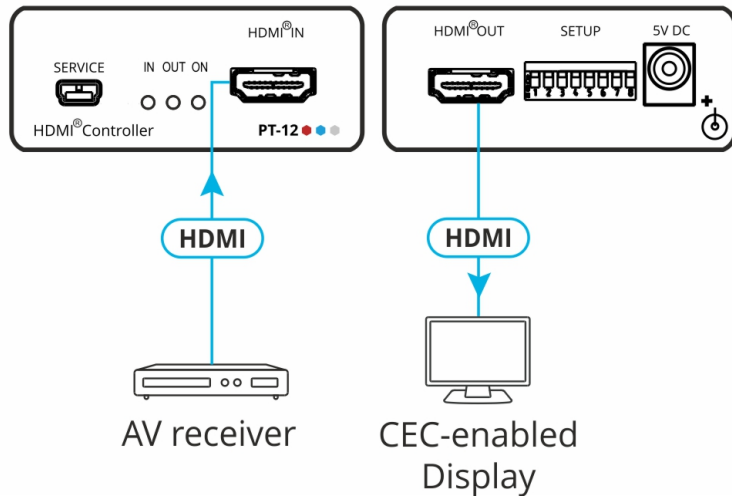 HDMI®IN
SERVICE
IN OUT ON
HDMI®Controller
PT-12
HDMI®OUT
SETUP
5V DC
1 2 3 4 5 6 7 8
+
HDMI
HDMI
AV receiver
CEC-enabled
Display